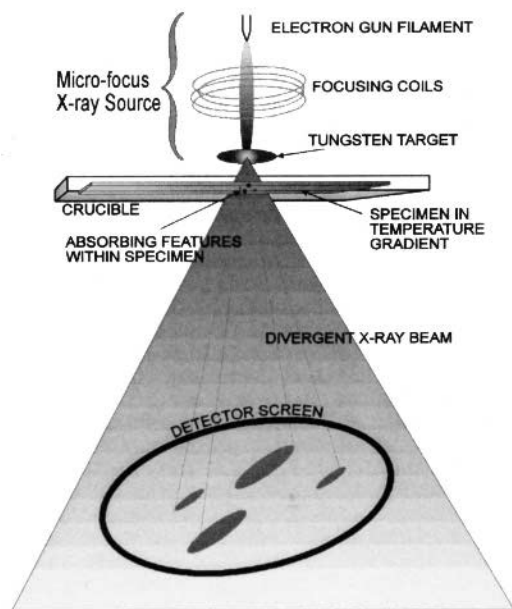 ELECTRON GUN FILAMENT
Micro-focus
X-ray Source
FOCUSING COILS
TUNGSTEN TARGET
CRUCIBLE
ABSORBING FEATURES
WITHIN SPECIMEN
SPECIMEN IN
TEMPERATURE
GRADIENT
DIVERGENT X-RAY BEAM
DETECTOR SCREEN